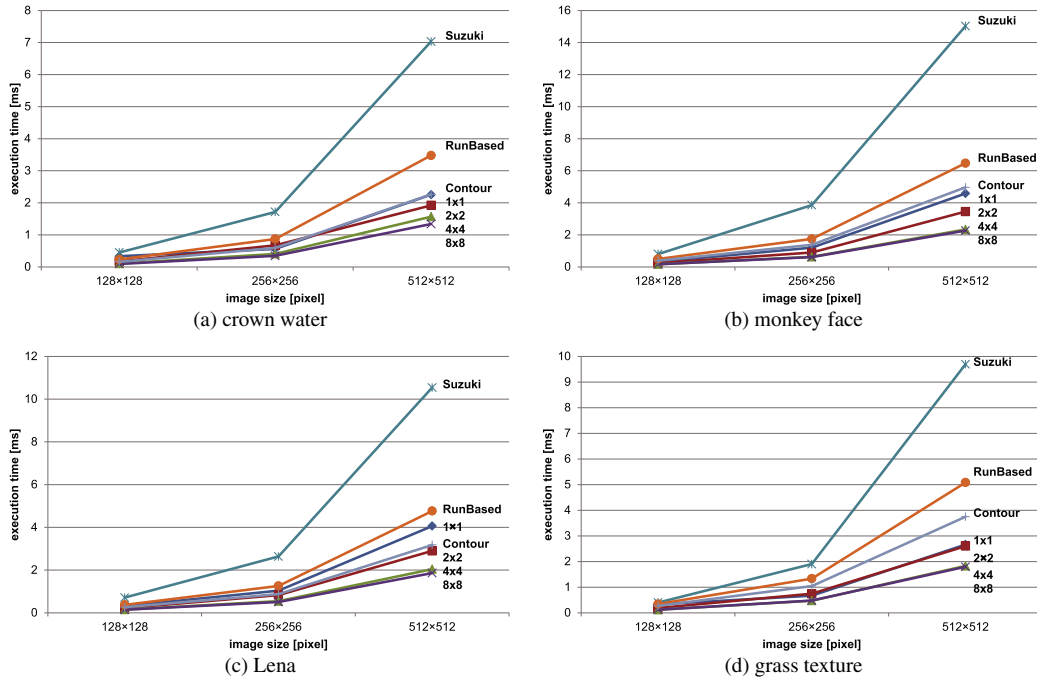 8
7
6
5
4
3
2
1
0
execution time [ms]
Suzuki
RunBased
Contour
1x1
2x2
4x4
8x8
128×128
256×256
512×512
image size [pixel]
(a) crown water
16
14
12
10
8
6
4
2
0
execution time [ms]
Suzuki
RunBased
Contour
1x1
2x2
4x4
8x8
128×128
256×256
512×512
image size [pixel]
(b) monkey face
12
10
8
6
4
2
0
execution time [ms]
Suzuki
RunBased
1×1
Contour
2x2
4x4
8x8
128×128
256×256
512×512
image size [pixel]
(c) Lena
10
9
8
7
6
5
4
3
2
1
0
execution time [ms]
Suzuki
RunBased
Contour
1x1
2×2
4x4
8x8
128×128
256×256
512×512
image size [pixel]
(d) grass texture